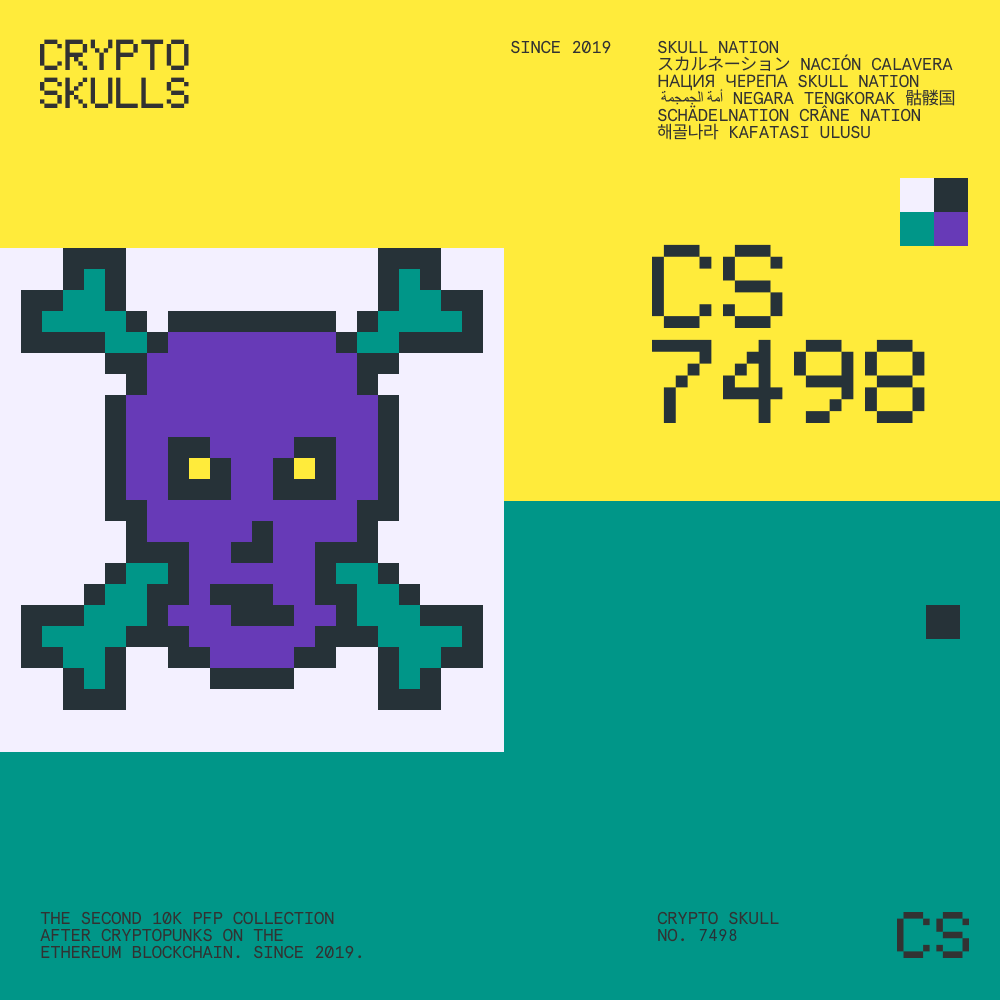 CRYPTO
SKULLS
SINCE 2019
SKULL NATION
スカルネーション NACIÓN CALAVERA
НАЦИЯ ЧЕРЕПА SKULL NATION
أمة الجمجمة NEGARA TENGKORAK 骷髅国
SCHÄDELNATION CRÂNE NATION
해골나라 KAFATASI ULUSU
CS
7498
THE SECOND 10K PFP COLLECTION
AFTER CRYPTOPUNKS ON THE
ETHEREUM BLOCKCHAIN. SINCE 2019.
CRYPTO SKULL
NO. 7498
CS